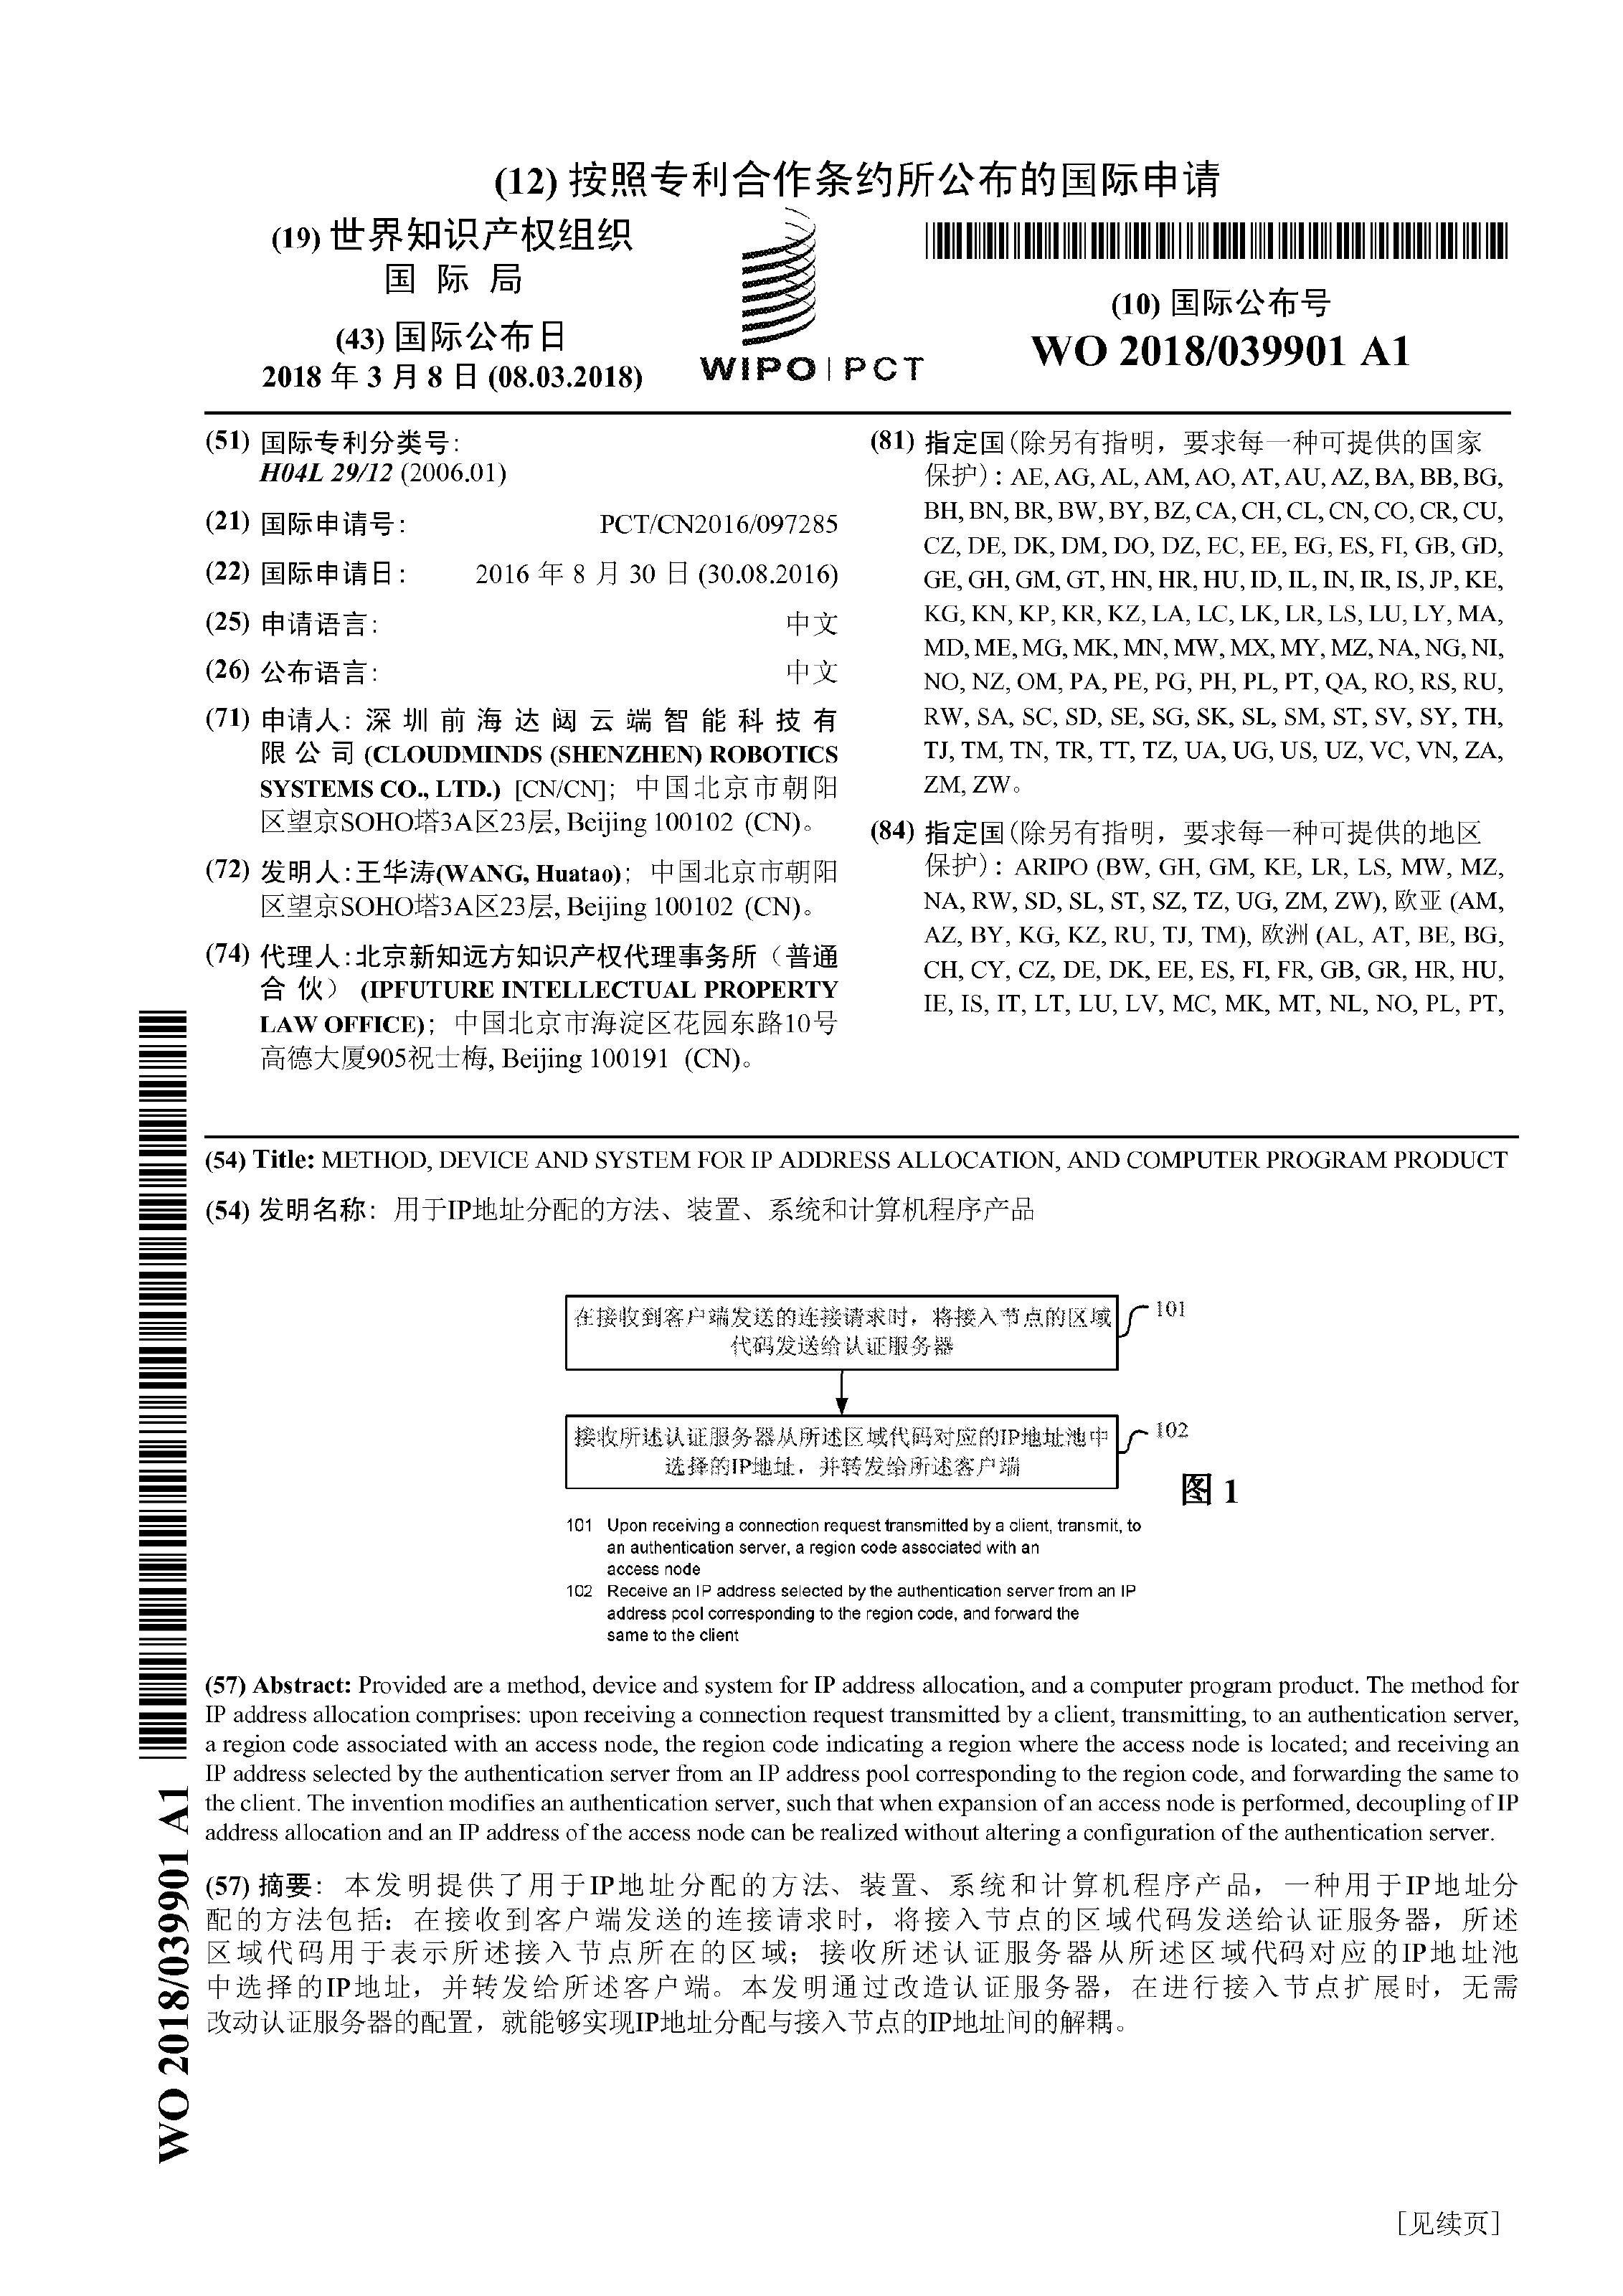 (12) 按照专利合作条约所公布的国际申请
(19) 世界知识产权组织
国 际 局
(43) 国际公布日
2018 年 3 月 8 日 (08.03.2018)
WIPO | PCT
(10) 国际公布号
WO 2018/039901 A1
(51) 国际专利分类号:
H04L 29/12 (2006.01)
(21) 国际申请号: PCT/CN2016/097285
(22) 国际申请日: 2016 年 8 月 30 日 (30.08.2016)
(25) 申请语言: 中文
(26) 公布语言: 中文
(71) 申请人: 深圳前海达闼云端智能科技有
限公司 (CLOUDMINDS (SHENZHEN) ROBOTICS
SYSTEMS CO., LTD.) [CN/CN]; 中国北京市朝阳
区望京SOHO塔3A区23层, Beijing 100102 (CN)。
(72) 发明人:王华涛(WANG, Huatao); 中国北京市朝阳
区望京SOHO塔3A区23层, Beijing 100102 (CN)。
(74) 代理人:北京新知远方知识产权代理事务所（普通
合伙） (IPFUTURE INTELLECTUAL PROPERTY
LAW OFFICE); 中国北京市海淀区花园东路10号
高德大厦905祝士梅, Beijing 100191 (CN)。
(81) 指定国(除另有指明，要求每一种可提供的国家
保护): AE, AG, AL, AM, AO, AT, AU, AZ, BA, BB, BG,
BH, BN, BR, BW, BY, BZ, CA, CH, CL, CN, CO, CR, CU,
CZ, DE, DK, DM, DO, DZ, EC, EE, EG, ES, FI, GB, GD,
GE, GH, GM, GT, HN, HR, HU, ID, IL, IN, IR, IS, JP, KE,
KG, KN, KP, KR, KZ, LA, LC, LK, LR, LS, LU, LY, MA,
MD, ME, MG, MK, MN, MW, MX, MY, MZ, NA, NG, NI,
NO, NZ, OM, PA, PE, PG, PH, PL, PT, QA, RO, RS, RU,
RW, SA, SC, SD, SE, SG, SK, SL, SM, ST, SV, SY, TH,
TJ, TM, TN, TR, TT, TZ, UA, UG, US, UZ, VC, VN, ZA,
ZM, ZW。
(84) 指定国(除另有指明，要求每一种可提供的地区
保护): ARIPO (BW, GH, GM, KE, LR, LS, MW, MZ,
NA, RW, SD, SL, ST, SZ, TZ, UG, ZM, ZW), 欧亚 (AM,
AZ, BY, KG, KZ, RU, TJ, TM), 欧洲 (AL, AT, BE, BG,
CH, CY, CZ, DE, DK, EE, ES, FI, FR, GB, GR, HR, HU,
IE, IS, IT, LT, LU, LV, MC, MK, MT, NL, NO, PL, PT,
(54) Title: METHOD, DEVICE AND SYSTEM FOR IP ADDRESS ALLOCATION, AND COMPUTER PROGRAM PRODUCT
(54) 发明名称: 用于IP地址分配的方法、装置、系统和计算机程序产品
在接收到客户端发送的连接请求时，将接入节点的区域
代码发送给认证服务器
101
接收所述认证服务器从所述区域代码对应的IP地址池中
选择的IP地址，并转发给所述客户端
102
图 1
101 Upon receiving a connection request transmitted by a client, transmit, to
an authentication server, a region code associated with an
access node
102 Receive an IP address selected by the authentication server from an IP
address pool corresponding to the region code, and forward the
same to the client
(57) Abstract: Provided are a method, device and system for IP address allocation, and a computer program product. The method for
IP address allocation comprises: upon receiving a connection request transmitted by a client, transmitting, to an authentication server,
a region code associated with an access node, the region code indicating a region where the access node is located; and receiving an
IP address selected by the authentication server from an IP address pool corresponding to the region code, and forwarding the same to
the client. The invention modifies an authentication server, such that when expansion of an access node is performed, decoupling of IP
address allocation and an IP address of the access node can be realized without altering a configuration of the authentication server.
(57) 摘要: 本发明提供了用于IP地址分配的方法、装置、系统和计算机程序产品，一种用于IP地址分
配的方法包括：在接收到客户端发送的连接请求时，将接入节点的区域代码发送给认证服务器，所述
区域代码用于表示所述接入节点所在的区域；接收所述认证服务器从所述区域代码对应的IP地址池
中选择的IP地址，并转发给所述客户端。本发明通过改造认证服务器，在进行接入节点扩展时，无需
改动认证服务器的配置，就能够实现IP地址分配与接入节点的IP地址间的解耦。
WO 2018/039901 A1
[见续页]